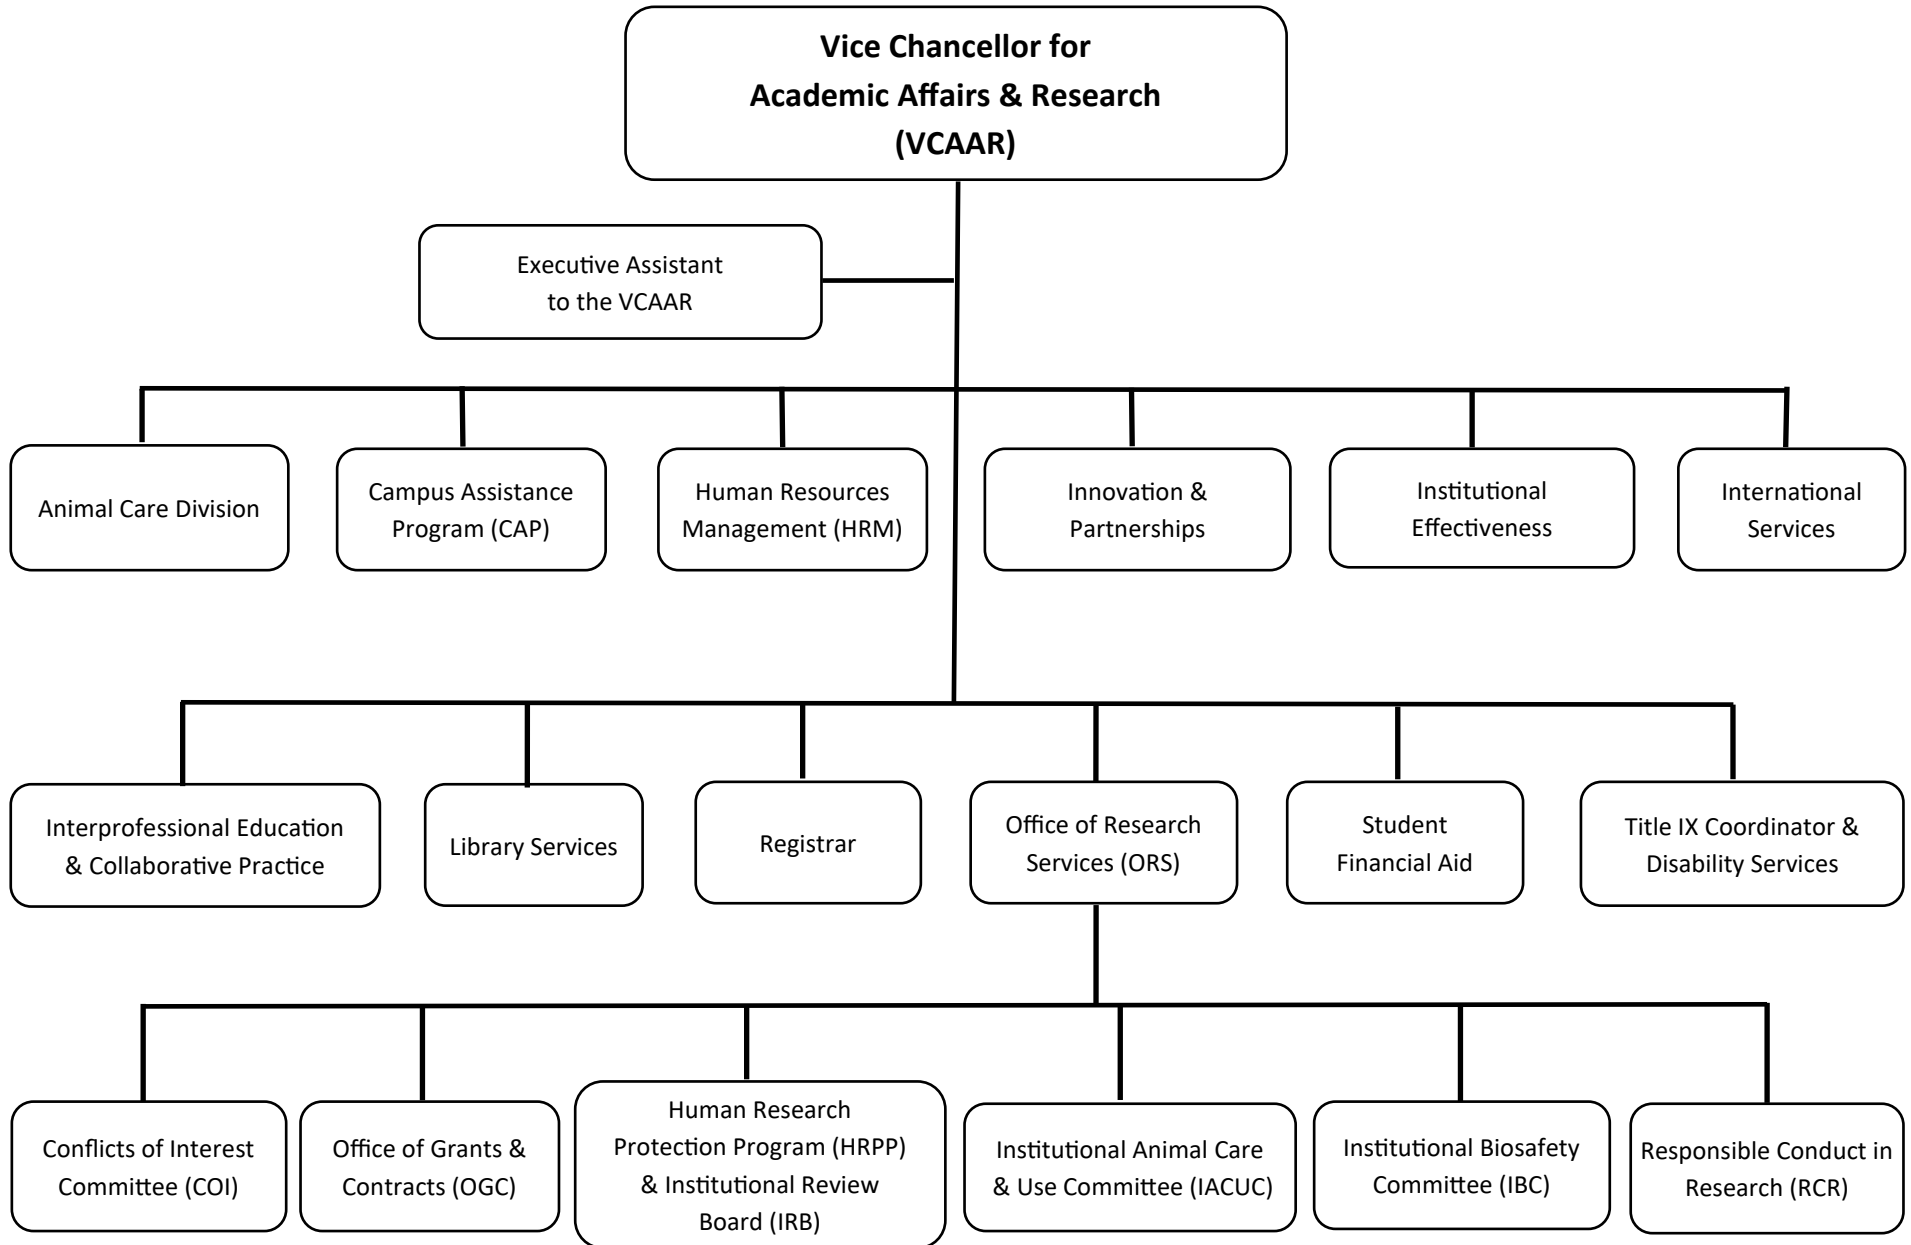 Vice Chancellor for
Academic Affairs & Research
(VCAAR)
Executive Assistant
to the VCAAR
Animal Care Division
Campus Assistance
Program (CAP)
Human Resources
Management (HRM)
Innovation &
Partnerships
Institutional
Effectiveness
International
Services
Interprofessional Education
& Collaborative Practice
Library Services
Registrar
Office of Research
Services (ORS)
Student
Financial Aid
Title IX Coordinator &
Disability Services
Conflicts of Interest
Committee (COI)
Office of Grants &
Contracts (OGC)
Human Research
Protection Program (HRPP)
& Institutional Review
Board (IRB)
Institutional Animal Care
& Use Committee (IACUC)
Institutional Biosafety
Committee (IBC)
Responsible Conduct in
Research (RCR)